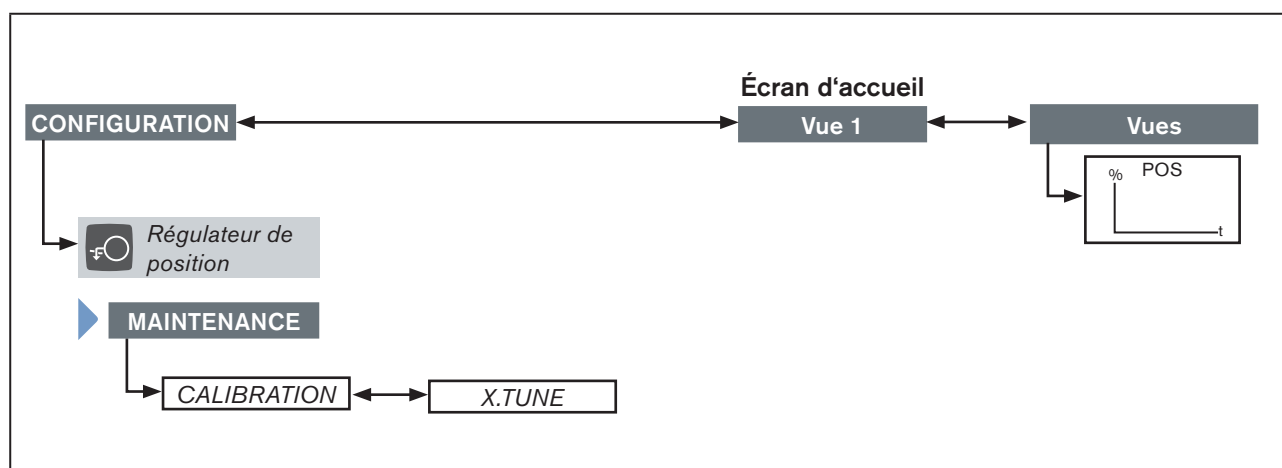 Écran d‘accueil
CONFIGURATION
Vue 1
Vues
% POS
t
Régulateur de
position
MAINTENANCE
CALIBRATION
X.TUNE